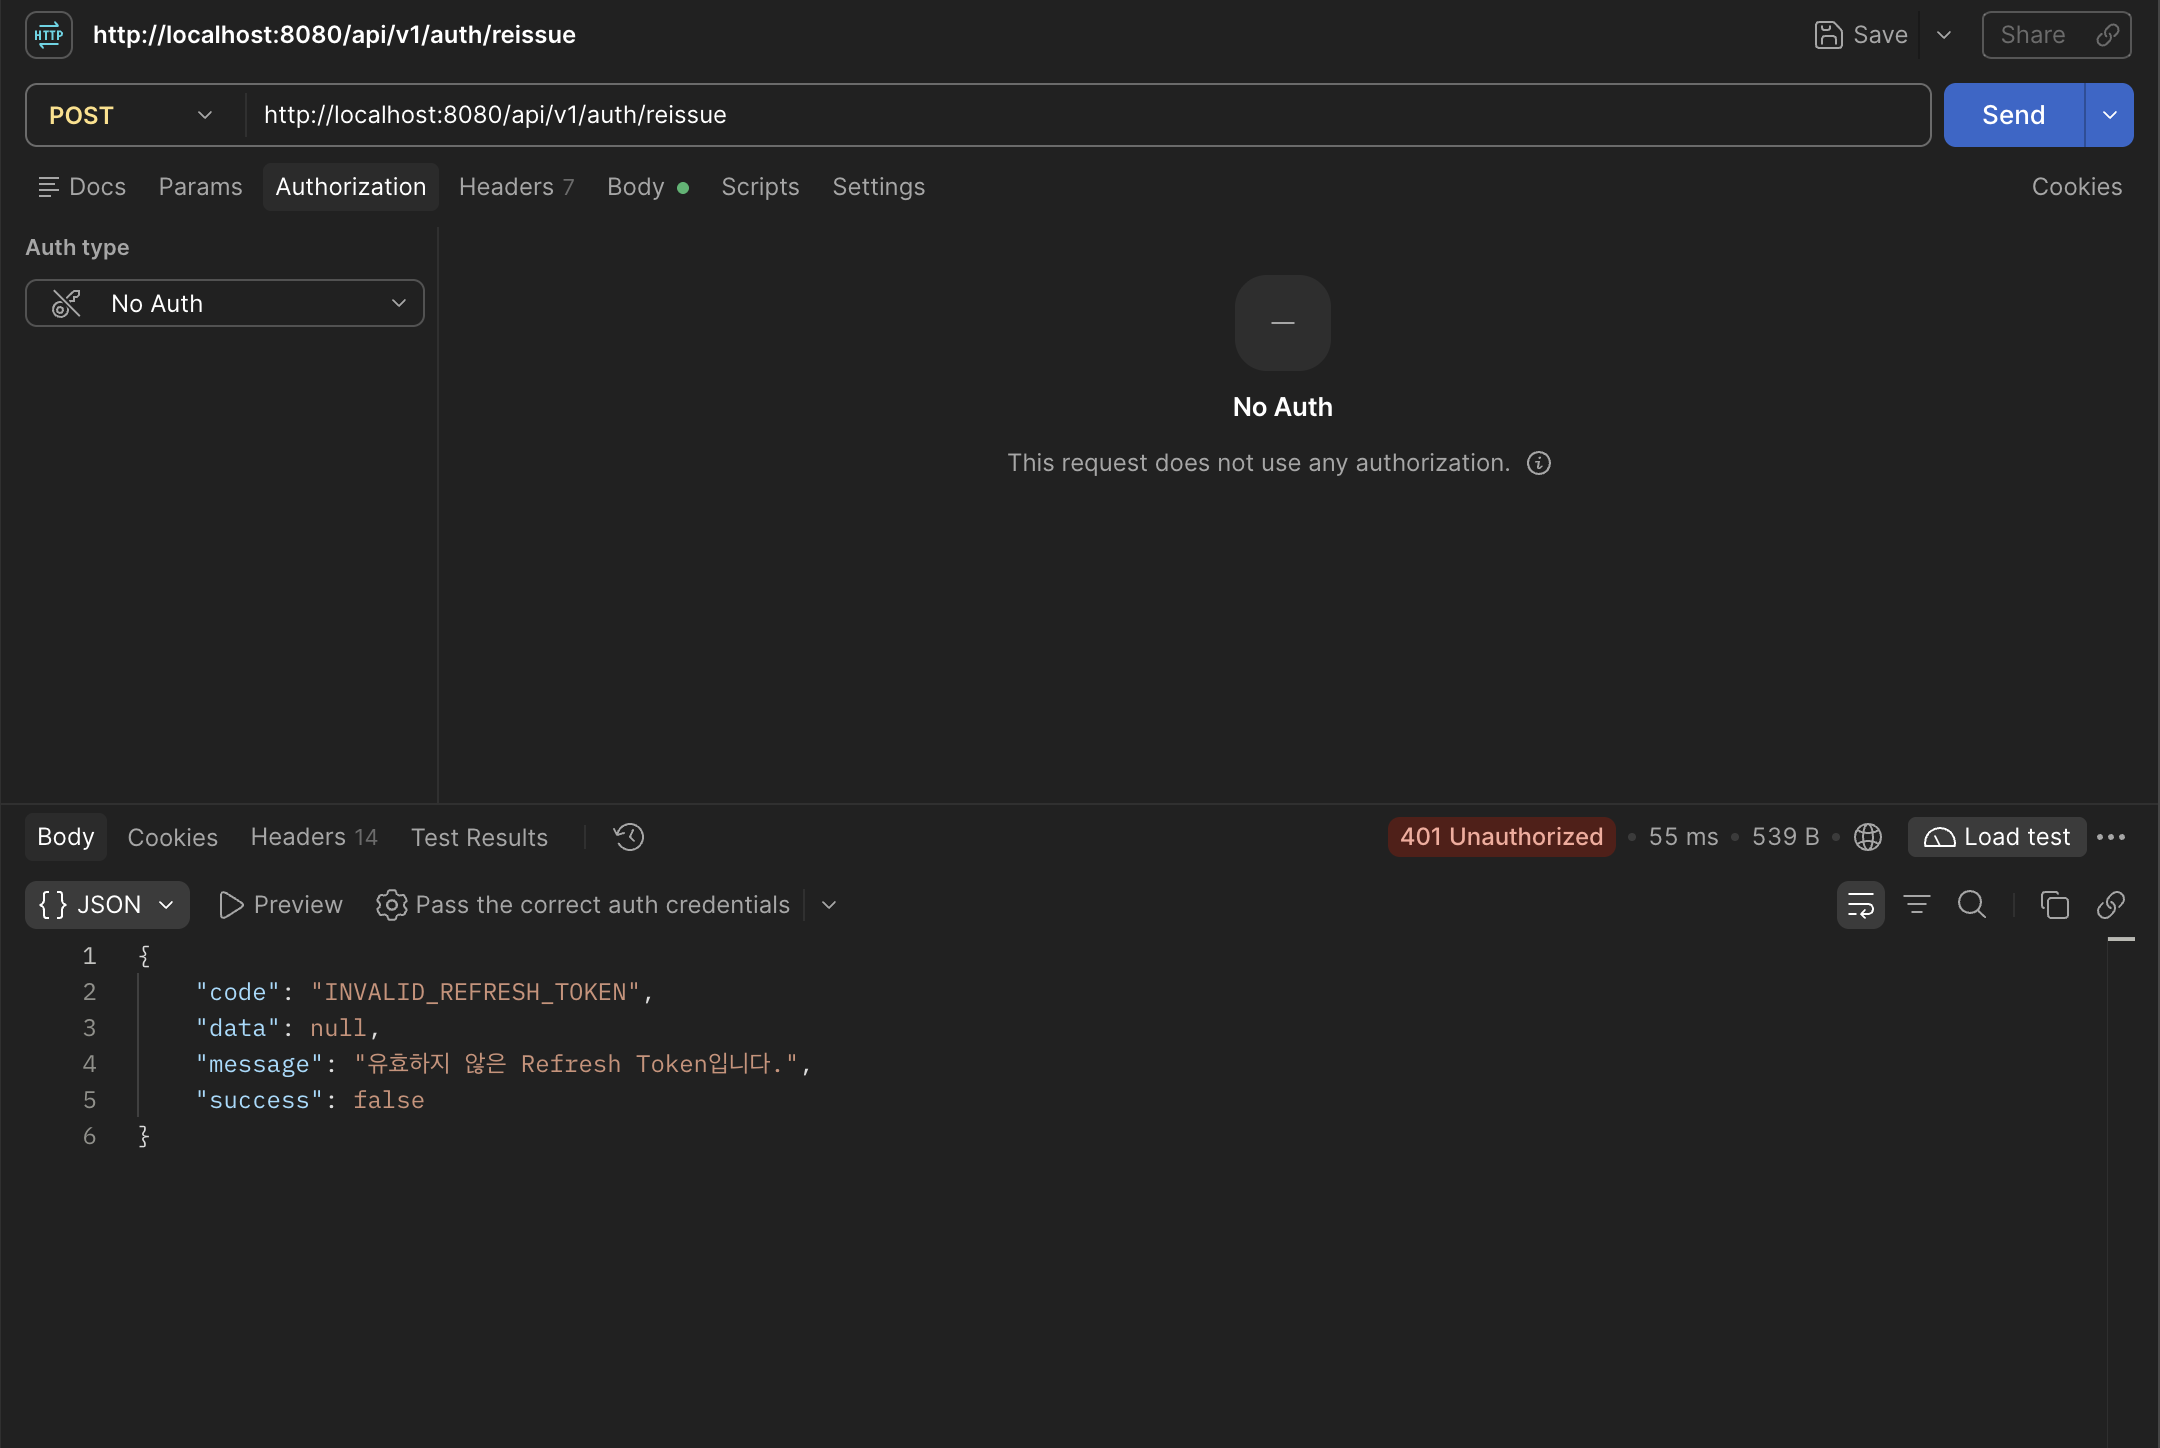 HTTP http://localhost:8080/api/v1/auth/reissue Save Share
POST http://localhost:8080/api/v1/auth/reissue Send
Docs Params Authorization Headers 7 Body Scripts Settings Cookies
Auth type
No Auth
No Auth
This request does not use any authorization.
Body Cookies Headers 14 Test Results 401 Unauthorized • 55 ms • 539 B • Load test
{} JSON Preview Pass the correct auth credentials
1 {
2 "code": "INVALID_REFRESH_TOKEN",
3 "data": null,
4 "message": "유효하지 않은 Refresh Token입니다.",
5 "success": false
6 }